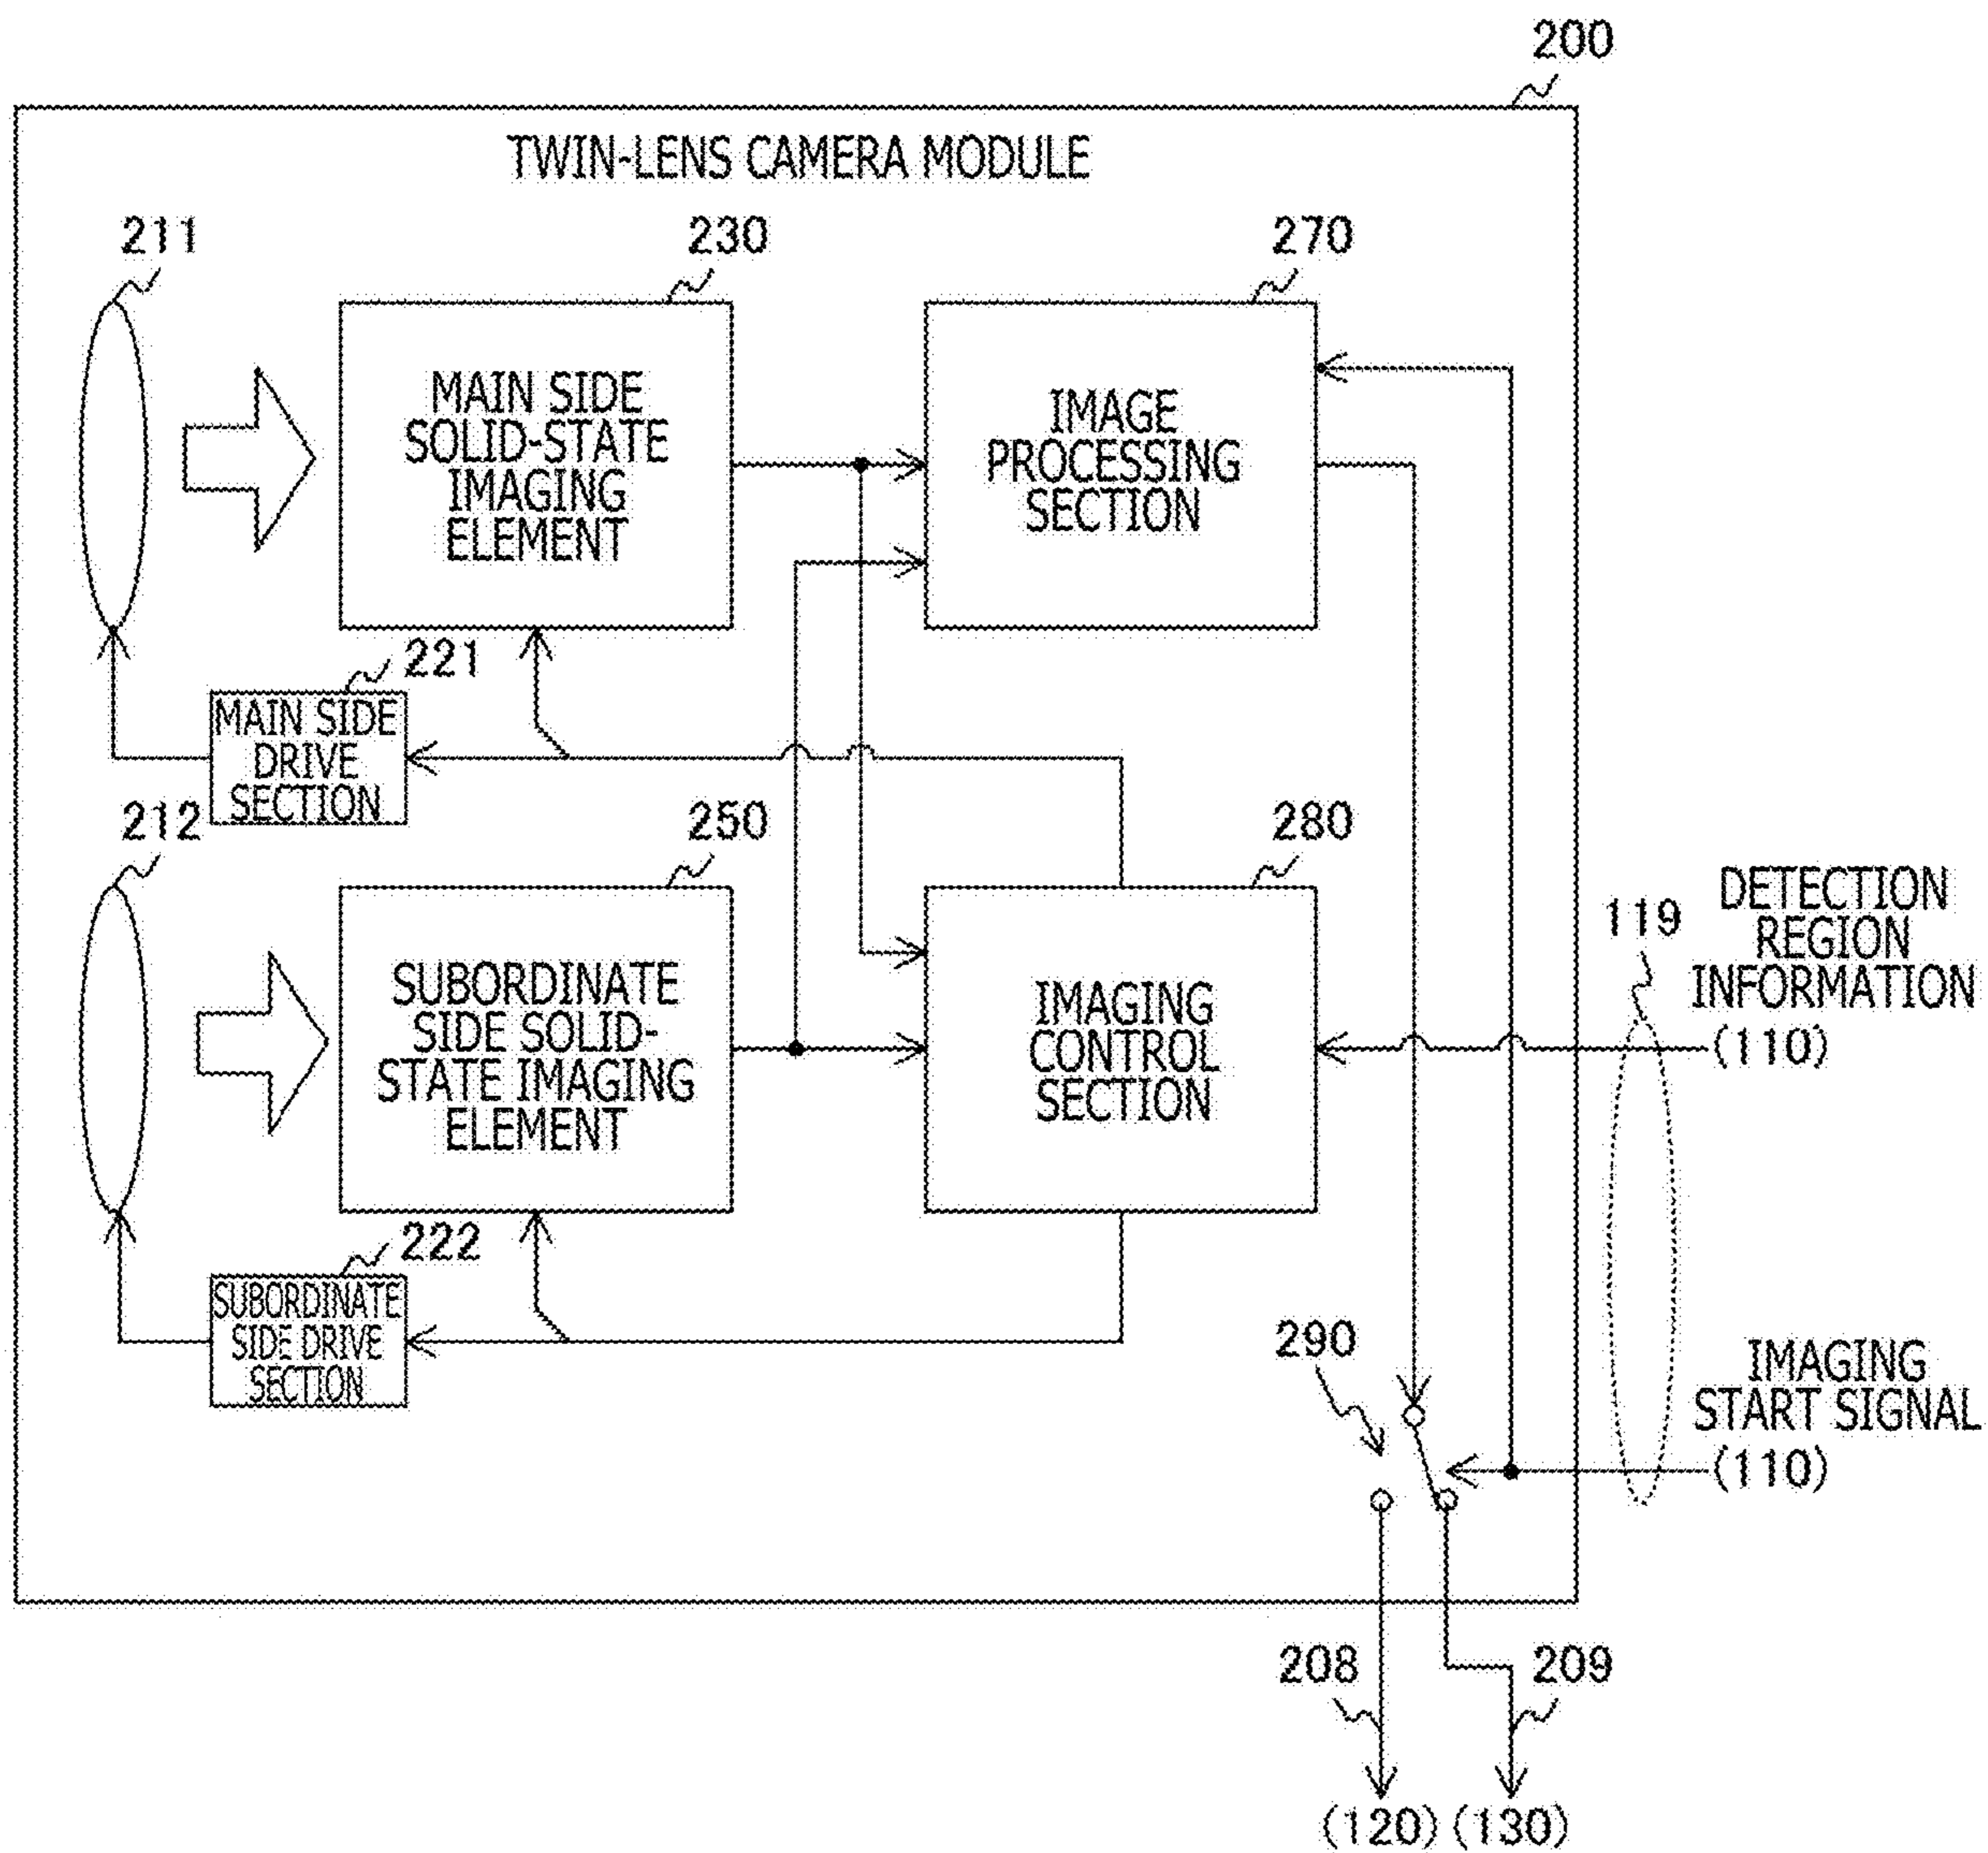 200
TWIN-LENS CAMERA MODULE
211
230
270
MAIN SIDE
SOLID-STATE
IMAGING
ELEMENT
IMAGE
PROCESSING
SECTION
221
MAIN SIDE
DRIVE
SECTION
212
250
280
SUBORDINATE
SIDE SOLID-
STATE IMAGING
ELEMENT
IMAGING
CONTROL
SECTION
119
DETECTION
REGION
INFORMATION
(110)
222
SUBORDINATE
SIDE DRIVE
SECTION
290
IMAGING
START SIGNAL
(110)
208
209
(120)
(130)